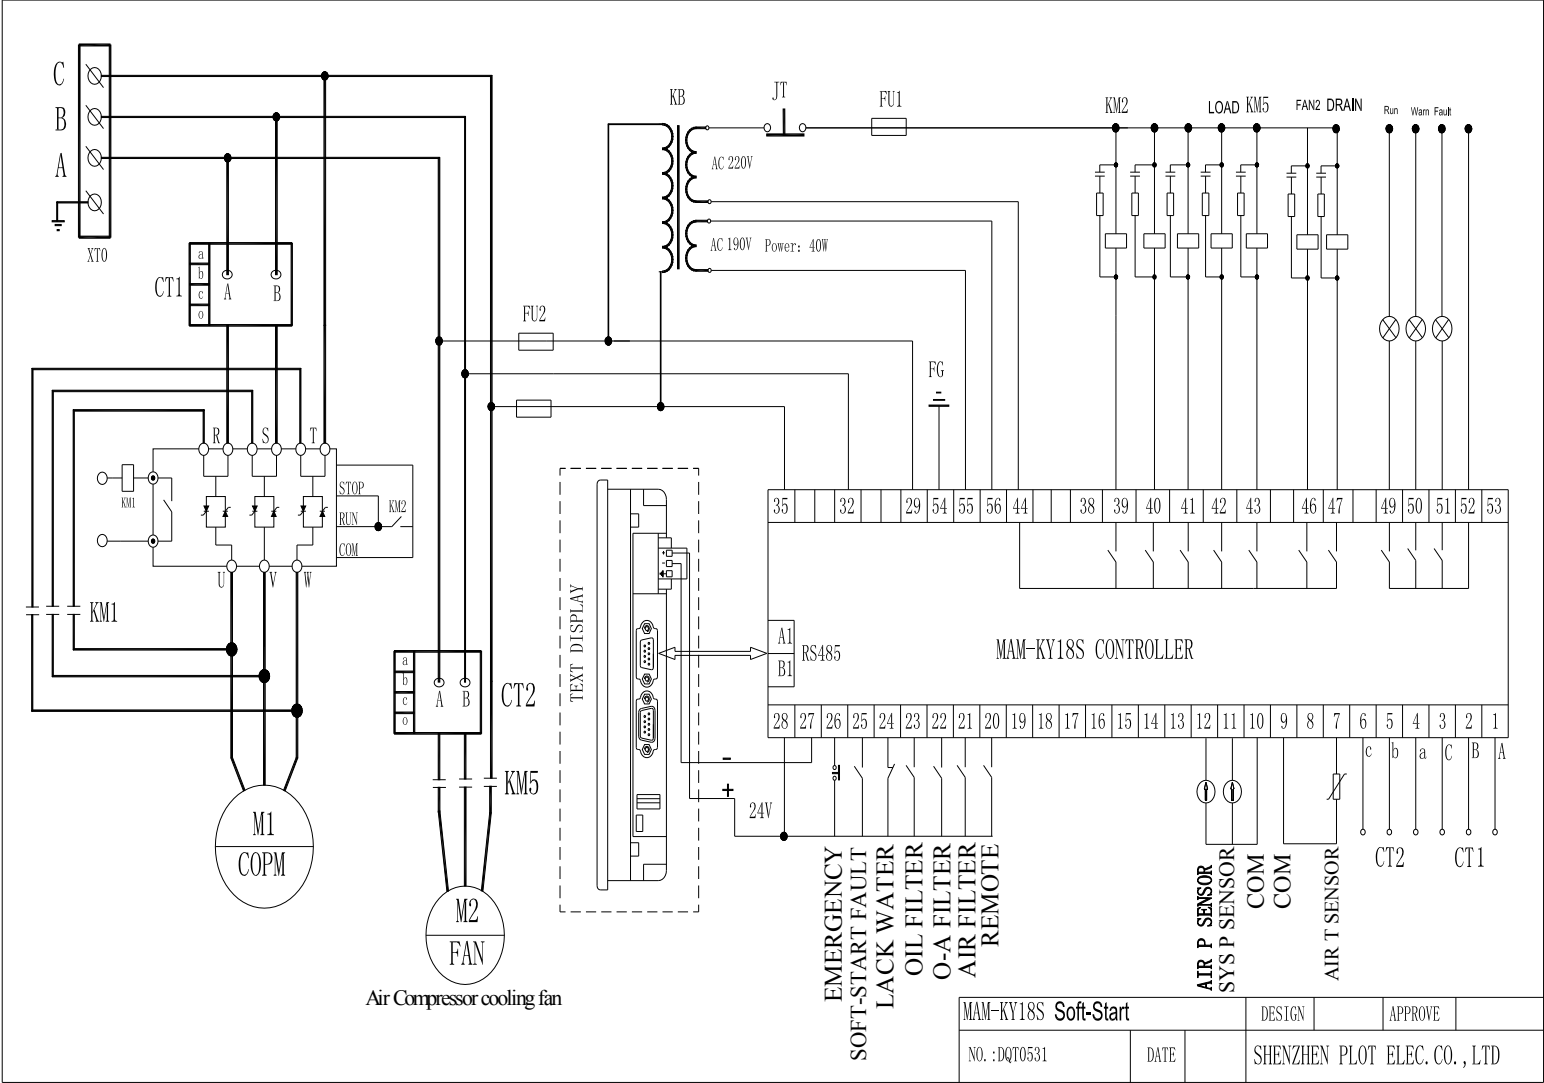 C
B
A
XT0
CT1
a
b
c
o
A B
R S T
KM1
STOP
RUN
COM
KM2
U V W
KM1
M1
COPM
a
b
c
o
A B
CT2
KM5
M2
FAN
Air Compressor cooling fan
KB
JT
FU1
AC 220V
AC 190V Power: 40W
FU2
FG
KM2 LOAD KM5 FAN2 DRAIN Run Warn Fault
35 32 29 54 55 56 44 38 39 40 41 42 43 46 47 49 50 51 52 53
TEXT DISPLAY
+
-
A1
B1
RS485
MAM-KY18S CONTROLLER
28 27 26 25 24 23 22 21 20 19 18 17 16 15 14 13 12 11 10 9 8 7 6 5 4 3 2 1
c b a C B A
-
+
24V
EMERGENCY
SOFT-START FAULT
LACK WATER
OIL FILTER
O-A FILTER
AIR FILTER
REMOTE
AIR P SENSOR
SYS P SENSOR
COM
COM
AIR T SENSOR
CT2 CT1
MAM-KY18S Soft-Start DESIGN APPROVE
NO.:DQT0531 DATE SHENZHEN PLOT ELEC.CO.,LTD